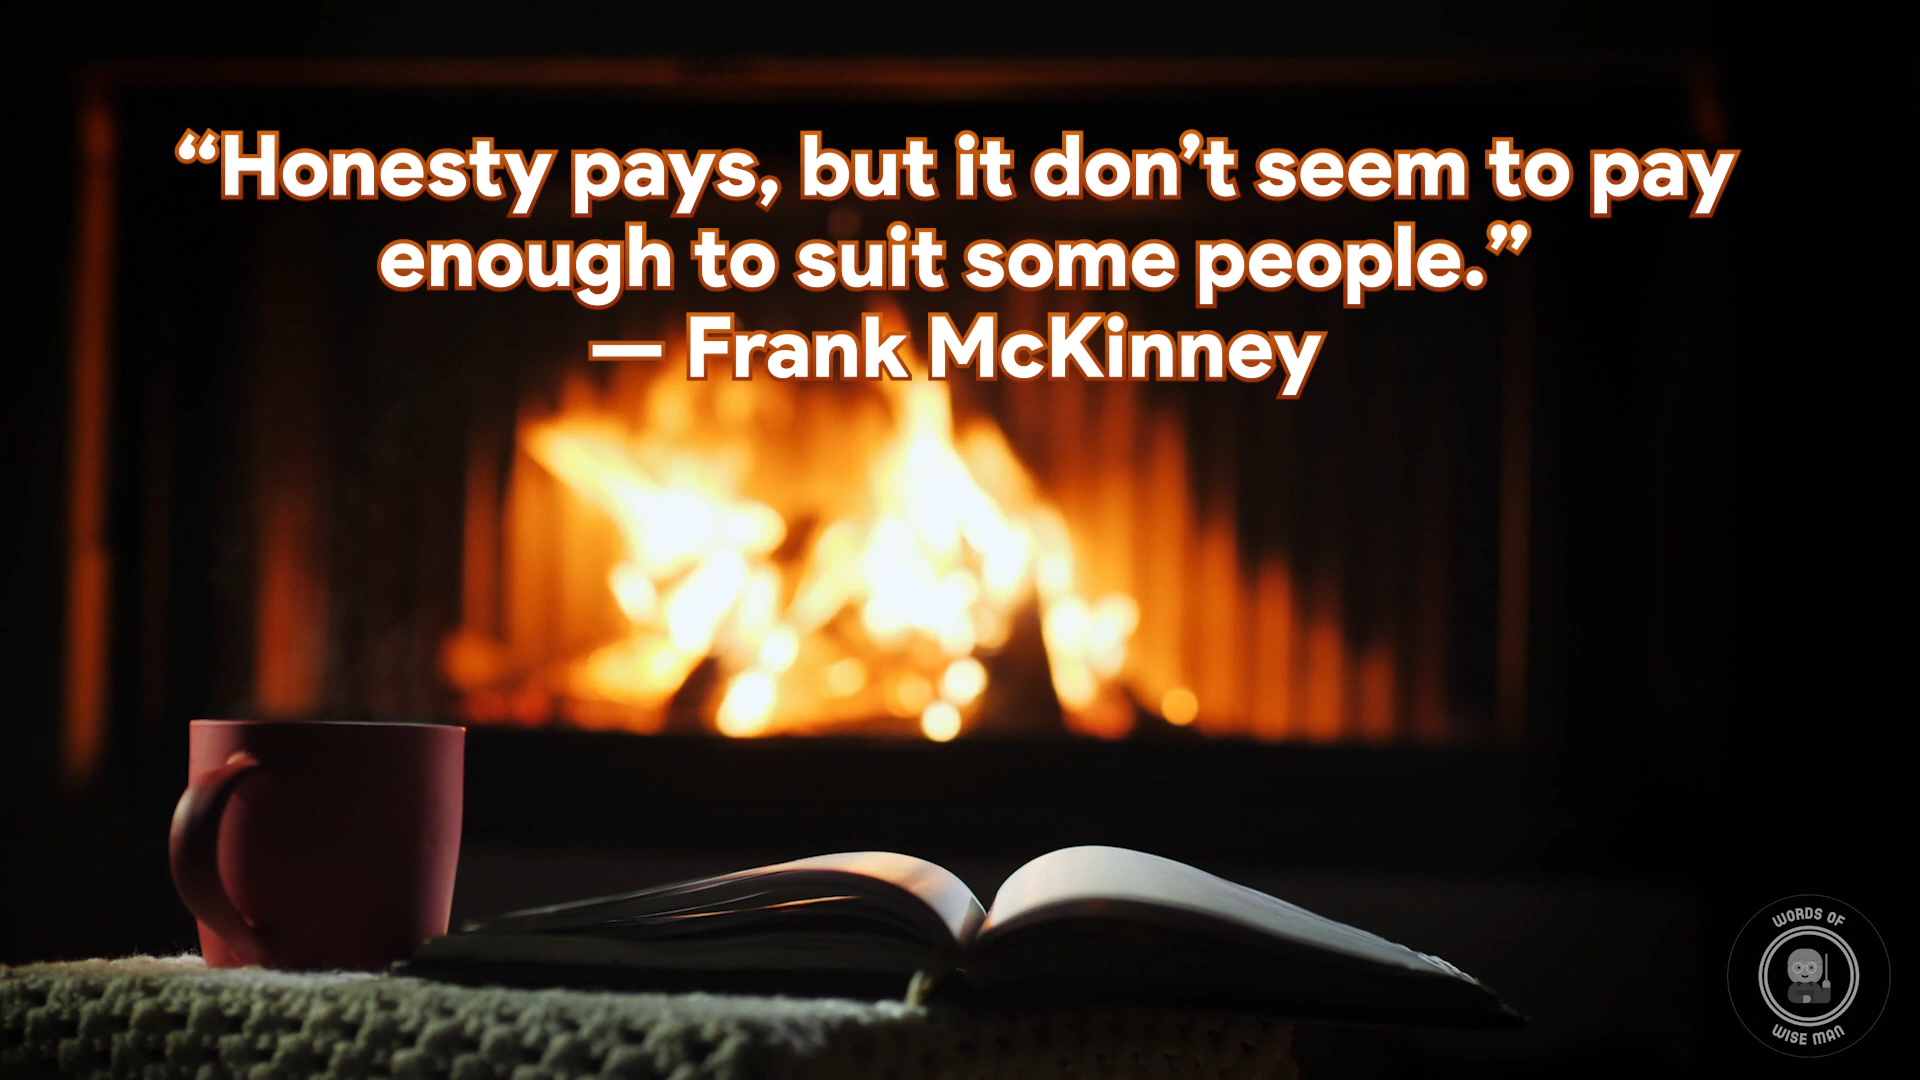 “Honesty pays, but it don’t seem to pay
enough to suit some people.”
— Frank McKinney
WORDS OF
WISE MAN